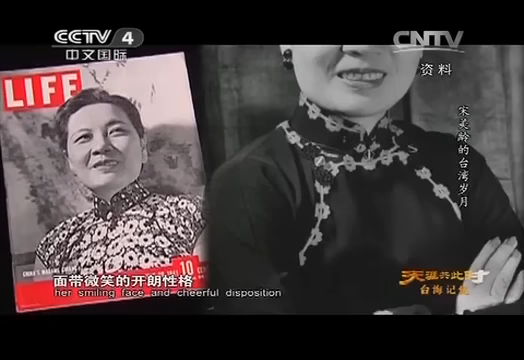 CCTV 4
中文国际
CNTV
资料
LIFE
宋美龄的台湾岁月
10
面带微笑的开朗性格
her smiling face and cheerful disposition
天涯共此时
台海记忆